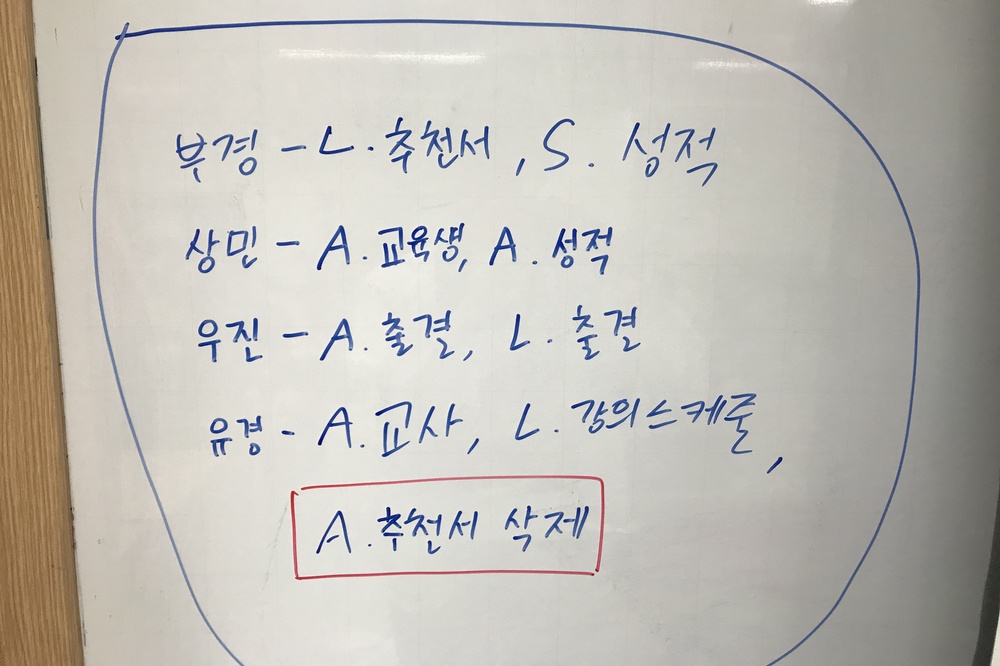 부경 - L. 추천서, S. 성적
상민 - A. 교육생, A. 성적
우진 - A. 출결, L. 출결
유경 - A. 교사, L. 강의스케줄,
A. 추천서 삭제